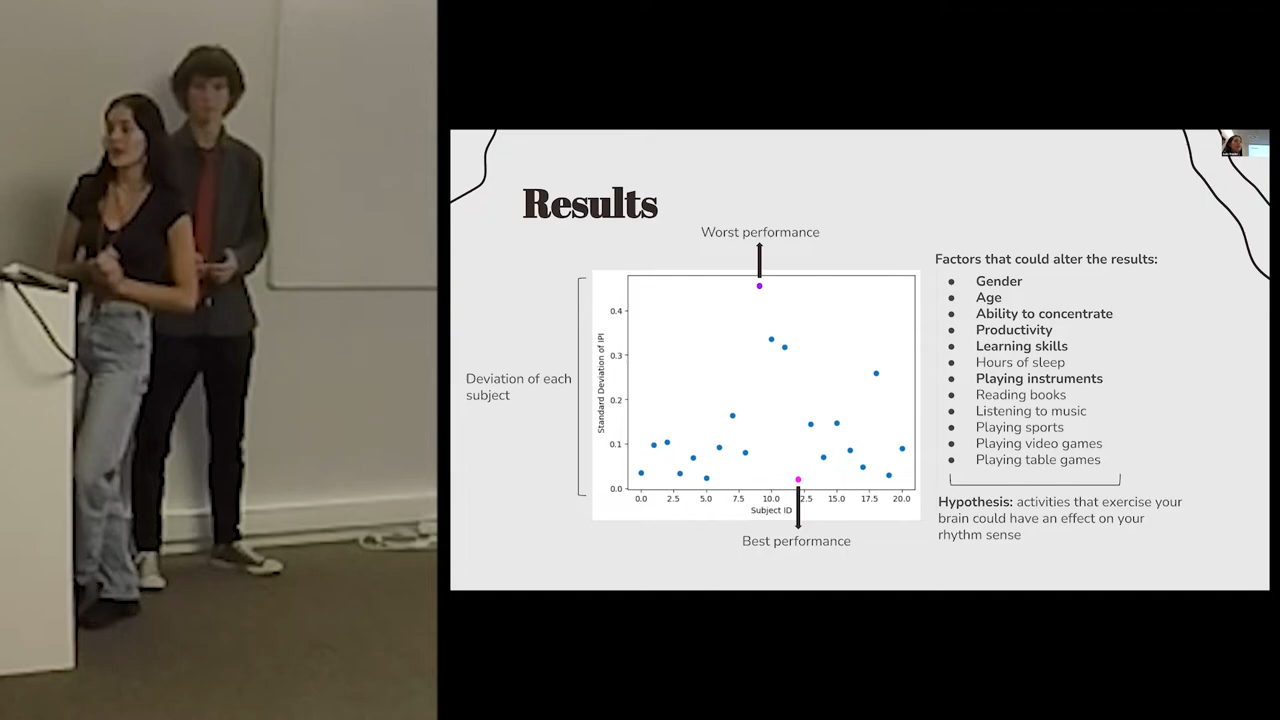 Results
Worst performance
Deviation of each
subject
Standard Deviation of IPI
0.4
0.3
0.2
0.1
0.0
0.0 2.5 5.0 7.5 10.0 12.5 15.0 17.5 20.0
Subject ID
Best performance
Factors that could alter the results:
● Gender
● Age
● Ability to concentrate
● Productivity
● Learning skills
● Hours of sleep
● Playing instruments
● Reading books
● Listening to music
● Playing sports
● Playing video games
● Playing table games
Hypothesis: activities that exercise your
brain could have an effect on your
rhythm sense